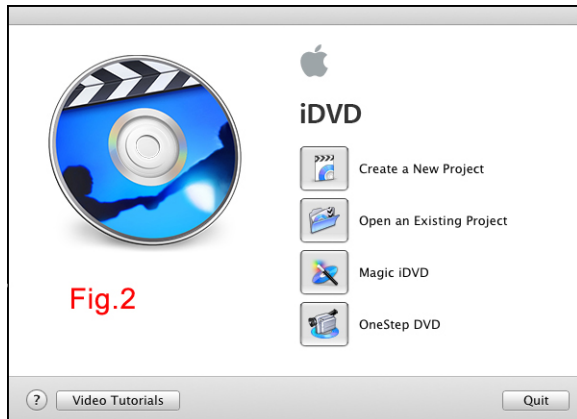 iDVD
Create a New Project
Open an Existing Project
Magic iDVD
OneStep DVD
Fig.2
? Video Tutorials Quit